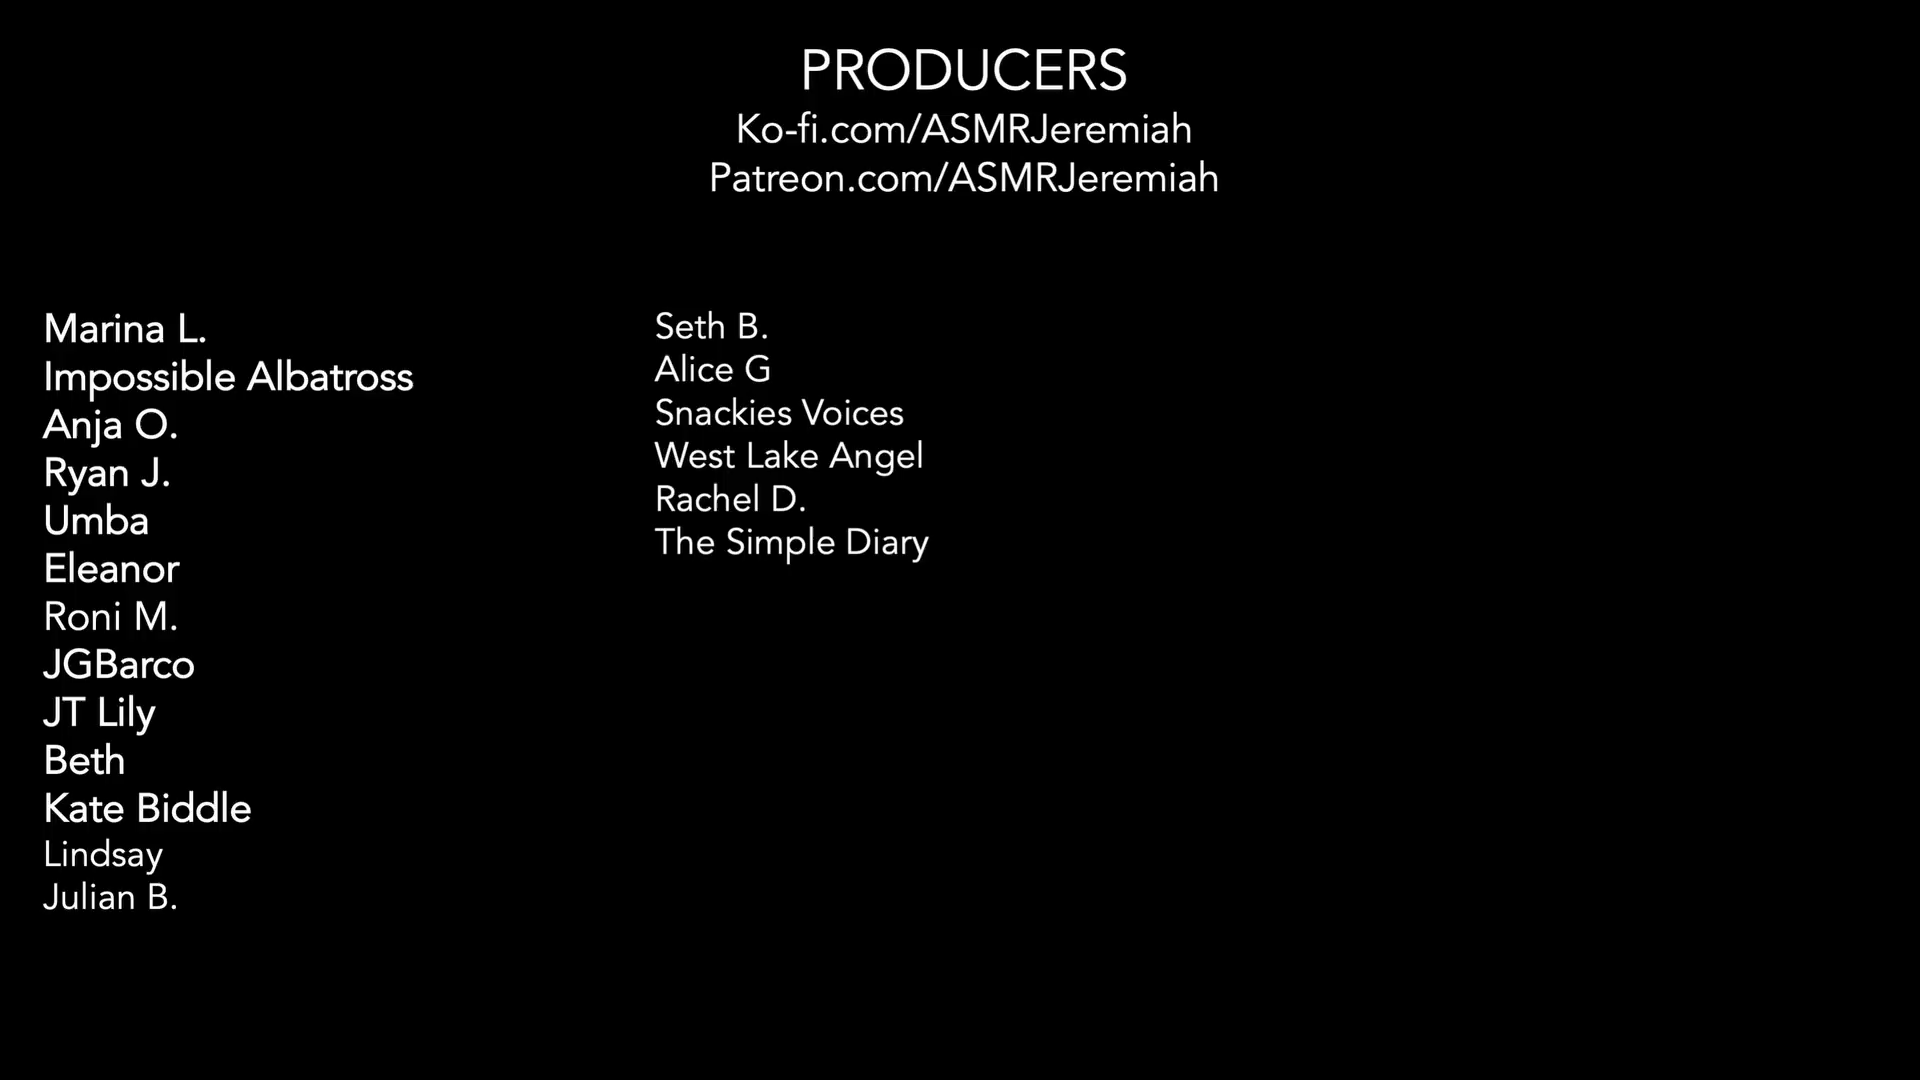 PRODUCERS
Ko-fi.com/ASMRJeremiah
Patreon.com/ASMRJeremiah
Marina L.
Impossible Albatross
Anja O.
Ryan J.
Umba
Eleanor
Roni M.
JGBarco
JT Lily
Beth
Kate Biddle
Lindsay
Julian B.
Seth B.
Alice G
Snackies Voices
West Lake Angel
Rachel D.
The Simple Diary